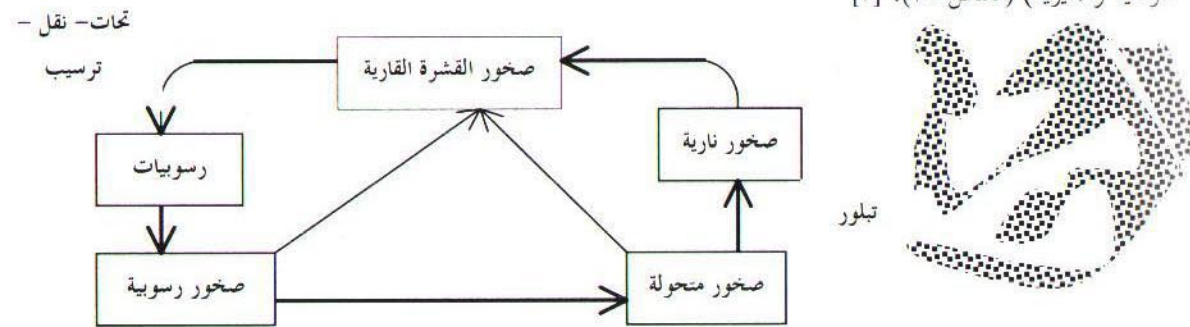 تحات- نقل -
ترسيب
صخور القشرة القارية
صخور نارية
رسوبيات
تبلور
صخور رسوبية
صخور متحولة